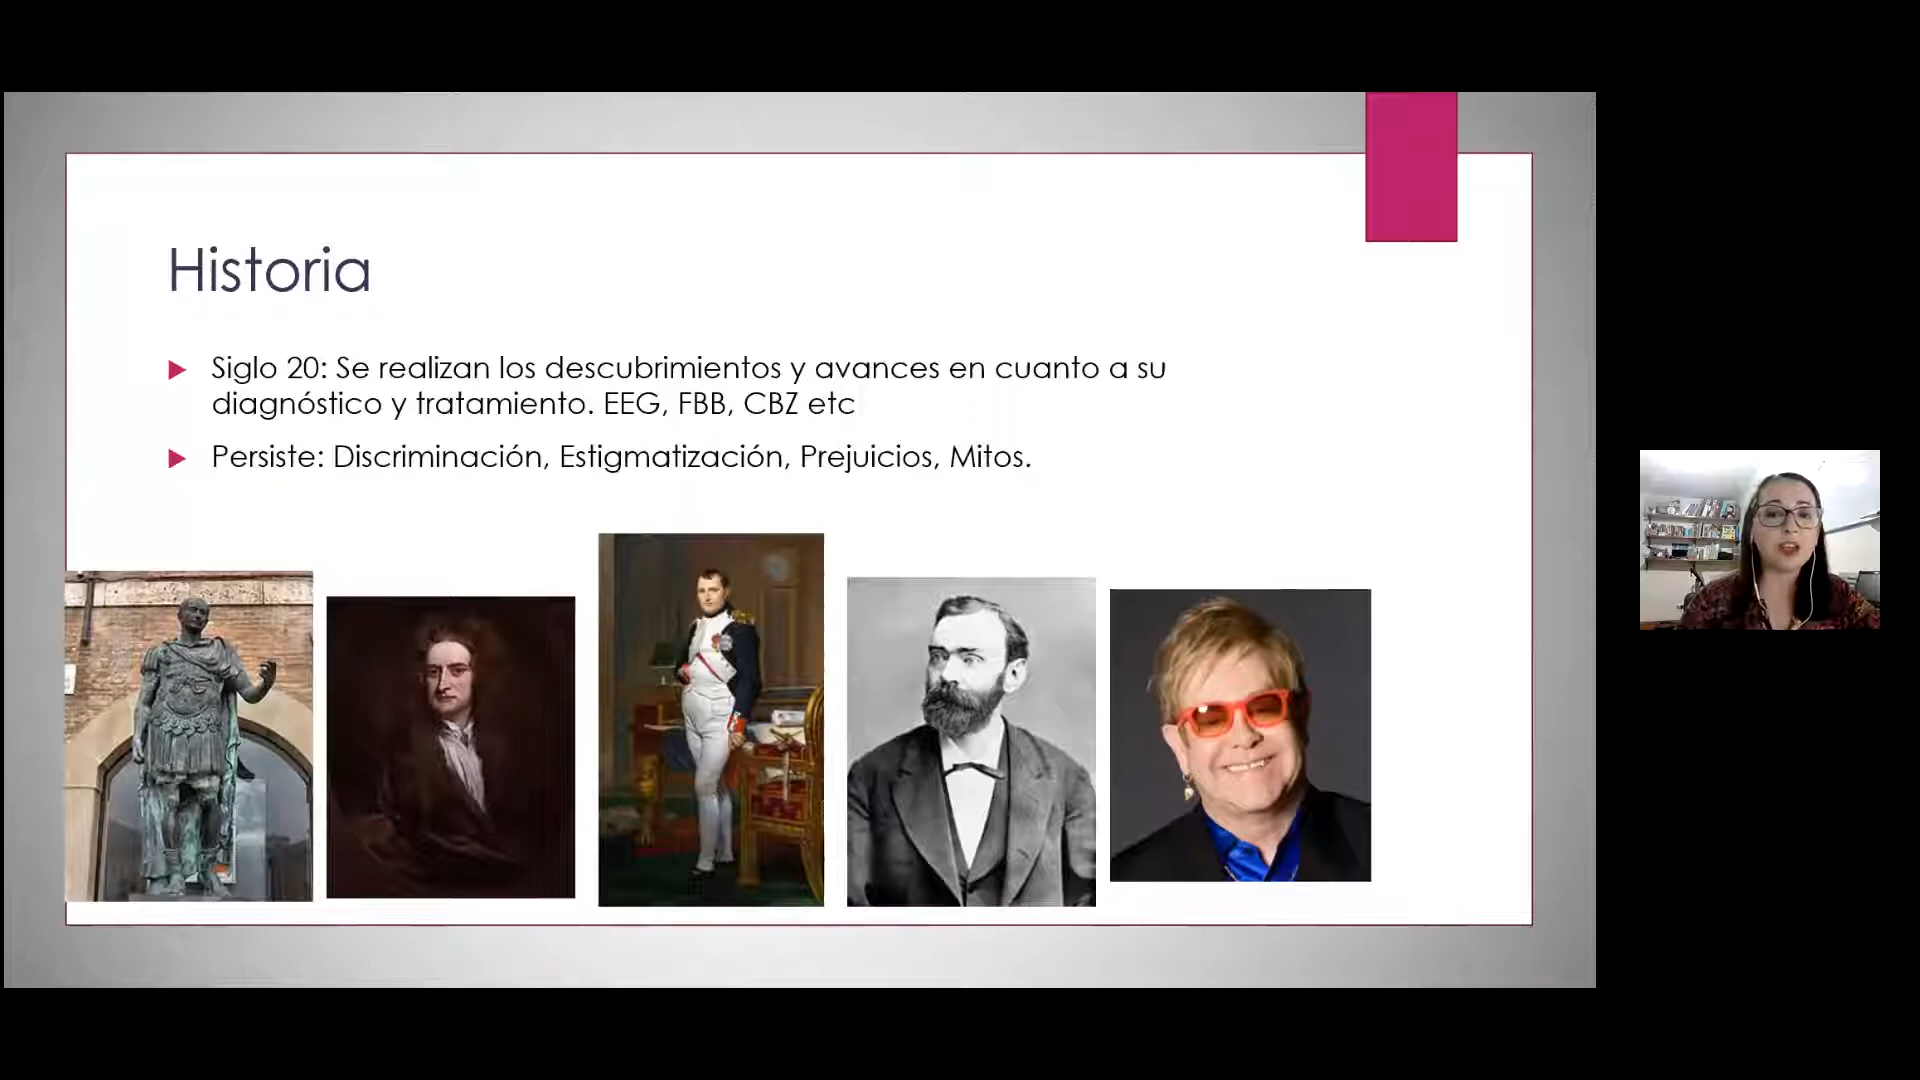 Historia
Siglo 20: Se realizan los descubrimientos y avances en cuanto a su
diagnóstico y tratamiento. EEG, FBB, CBZ etc
Persiste: Discriminación, Estigmatización, Prejuicios, Mitos.